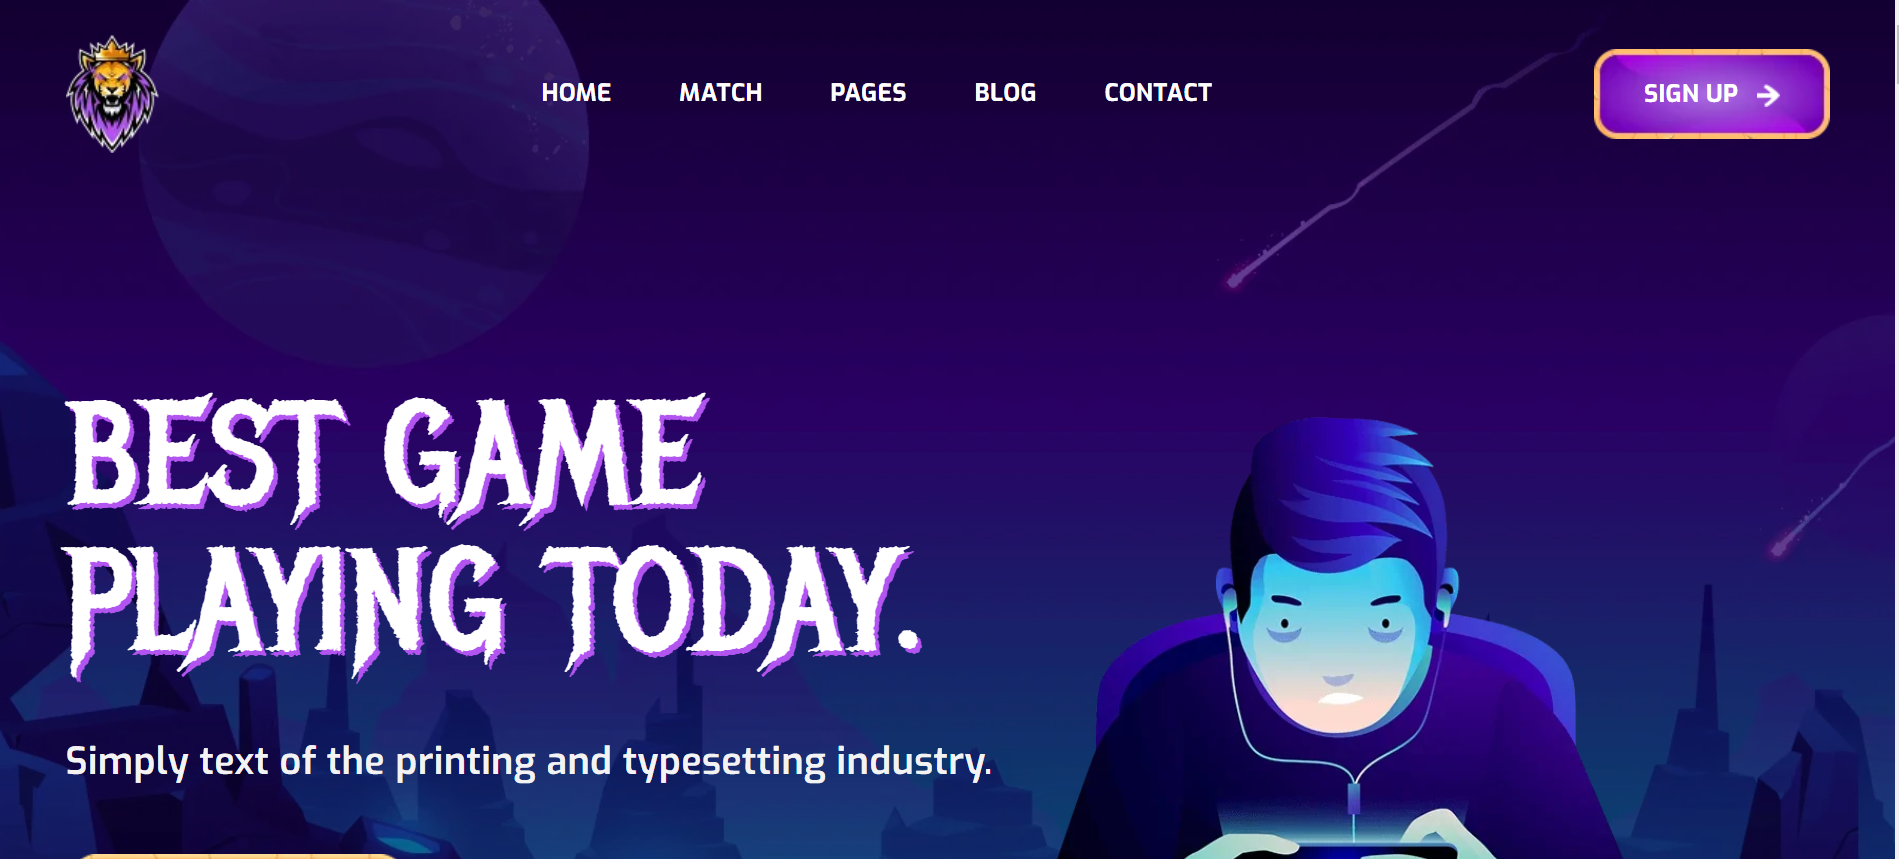 HOME MATCH PAGES BLOG CONTACT SIGN UP
BEST GAME
PLAYING TODAY.
Simply text of the printing and typesetting industry.